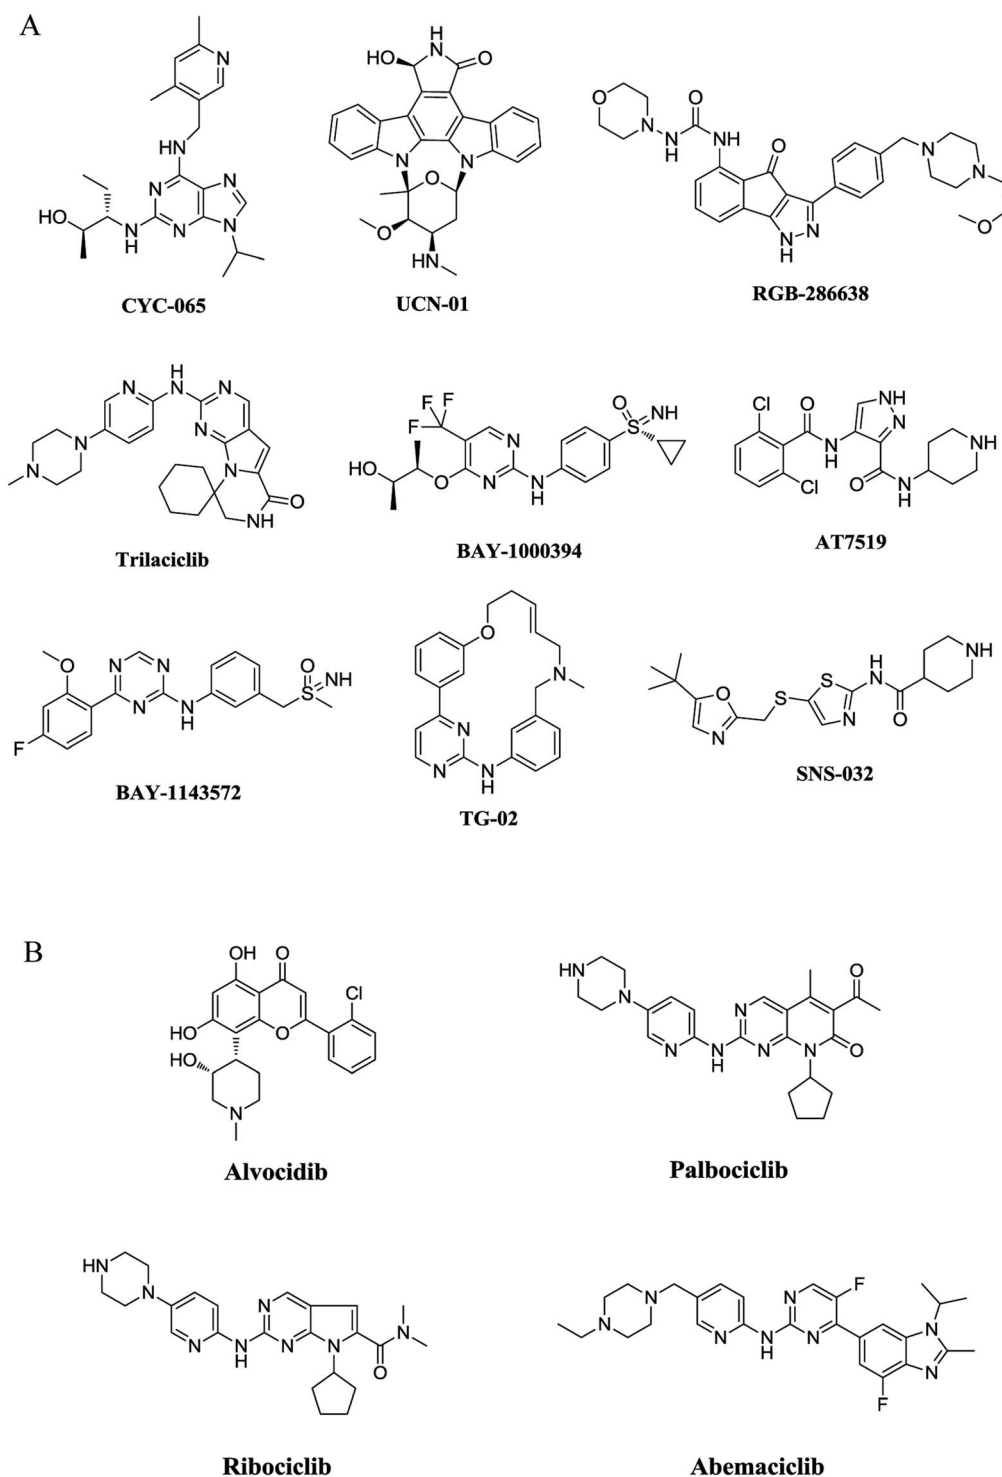 A
CYC-065
UCN-01
RGB-286638
Trilaciclib
BAY-1000394
AT7519
BAY-1143572
TG-02
SNS-032
B
Alvocidib
Palbociclib
Ribociclib
Abemaciclib